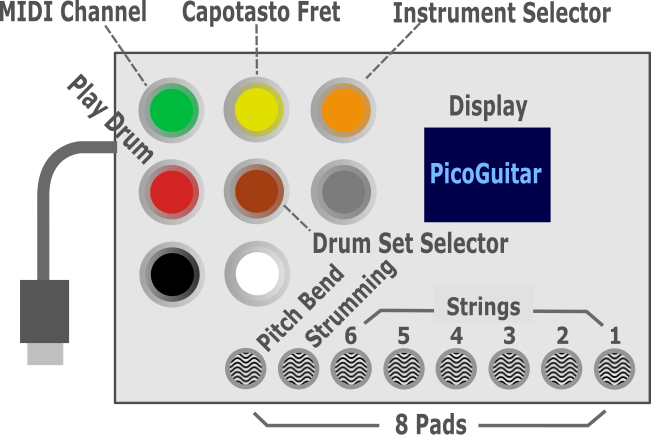 MIDI Channel
Capotasto Fret
Instrument Selector
Play Drum
Display
PicoGuitar
Drum Set Selector
Pitch Bend
Strumming
Strings
6 5 4 3 2 1
8 Pads